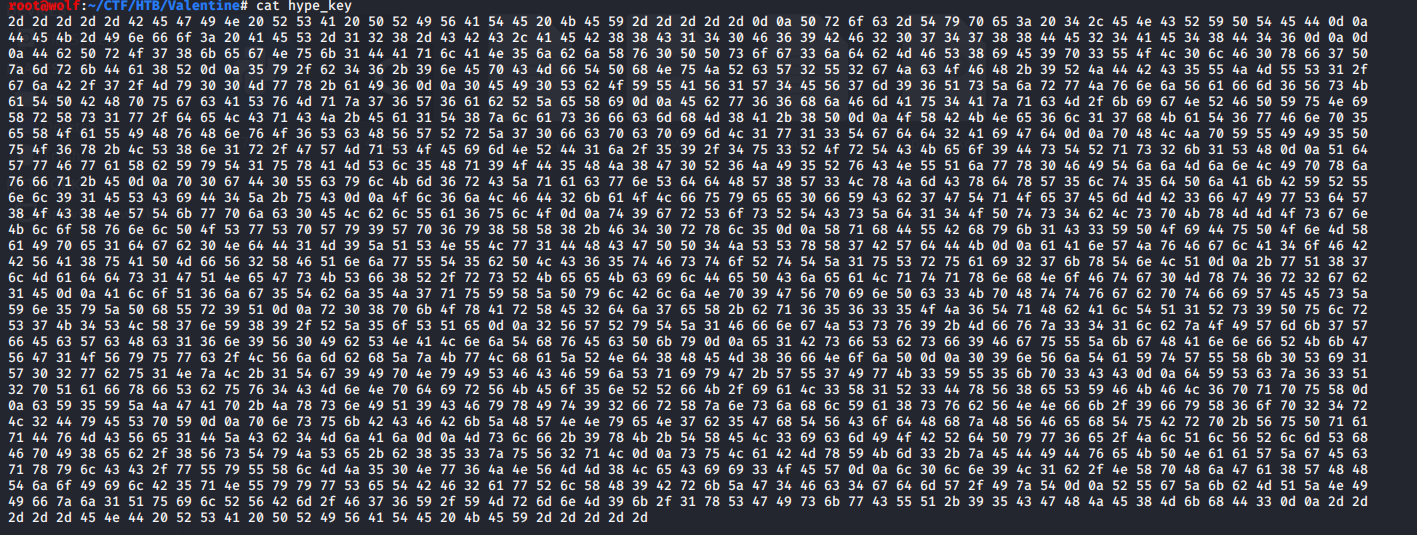 root@wolf:~/CTF/HTB/Valentine# cat hype_key
2d 2d 2d 2d 2d 42 45 47 49 4e 20 52 53 41 20 50 52 49 56 41 54 45 20 4b 45 59 2d 2d 2d 2d 2d 0d 0a 50 72 6f 63 2d 54 79 70 65 3a 20 34 2c 45 4e 43 52 59 50 54 45 44 0d 0a
44 45 4b 2d 49 6e 66 6f 3a 20 41 45 53 2d 31 32 38 2d 43 42 43 2c 41 45 42 38 38 43 31 34 30 46 36 39 42 46 32 30 37 34 37 38 38 44 45 32 34 41 45 34 38 44 34 36 0d 0a 0d
0a 44 62 50 72 4f 37 38 6b 65 67 4e 75 6b 31 44 41 71 6c 41 4e 35 6a 62 6a 58 76 30 50 50 73 6f 67 33 6a 64 62 4d 46 53 38 69 45 39 70 33 55 4f 4c 30 6c 46 30 78 66 37 50
7a 6d 72 6b 44 61 38 52 0d 0a 35 79 2f 62 34 36 2b 39 6e 45 70 43 4d 66 54 50 68 4e 75 4a 52 63 57 32 55 32 67 4a 63 4f 46 48 2b 39 52 4a 44 42 43 35 55 4a 4d 55 53 31 2f
67 6a 42 2f 37 2f 4d 79 30 30 4d 77 78 2b 61 49 36 0d 0a 30 45 49 30 53 62 4f 59 55 41 56 31 57 34 45 56 37 6d 39 36 51 73 5a 6a 72 77 4a 76 6e 6a 56 61 66 6d 36 56 73 4b
61 54 50 42 48 70 75 67 63 41 53 76 4d 71 7a 37 36 57 36 61 62 52 5a 65 58 69 0d 0a 45 62 77 36 36 68 6a 46 6d 41 75 34 41 7a 71 63 4d 2f 6b 69 67 4e 52 46 50 59 75 4e 69
58 72 58 73 31 77 2f 64 65 4c 43 71 43 4a 2b 45 61 31 54 38 7a 6c 61 73 36 66 63 6d 68 4d 38 41 2b 38 50 0d 0a 4f 58 42 4b 4e 65 36 6c 31 37 68 4b 61 54 36 77 46 6e 70 35
65 58 4f 61 55 49 48 76 48 6e 76 4f 36 53 63 48 56 57 52 72 5a 37 30 66 63 70 63 70 69 6d 4c 31 77 31 33 54 67 64 64 32 41 69 47 64 0d 0a 70 48 4c 4a 70 59 55 49 49 35 50
75 4f 36 78 2b 4c 53 38 6e 31 72 2f 47 57 4d 71 53 4f 45 69 6d 4e 52 44 31 6a 2f 35 39 2f 34 75 33 52 4f 72 54 43 4b 65 6f 39 44 73 54 52 71 73 32 6b 31 53 48 0d 0a 51 64
57 77 46 77 61 58 62 59 79 54 31 75 78 41 4d 53 6c 35 48 71 39 4f 44 35 48 4a 38 47 30 52 36 4a 49 35 52 76 43 4e 55 51 6a 77 78 30 46 49 54 6a 6a 4d 6a 6e 4c 49 70 78 6a
76 66 71 2b 45 0d 0a 70 30 67 44 30 55 63 79 6c 4b 6d 36 72 43 5a 71 61 63 77 6e 53 64 64 48 57 38 57 33 4c 78 4a 6d 43 78 64 78 57 35 6c 74 35 64 50 6a 41 6b 42 59 52 55
6e 6c 39 31 45 53 43 69 44 34 5a 2b 75 43 0d 0a 4f 6c 36 6a 4c 46 44 32 6b 61 4f 4c 66 75 79 65 65 30 66 59 43 62 37 47 54 71 4f 65 37 45 6d 4d 42 33 66 47 49 77 53 64 57
38 4f 43 38 4e 57 54 6b 77 70 6a 63 30 45 4c 62 6c 55 61 36 75 6c 4f 0d 0a 74 39 67 72 53 6f 73 52 54 43 73 5a 64 31 34 4f 50 74 73 34 62 4c 73 70 4b 78 4d 4d 4f 73 67 6e
4b 6c 6f 58 76 6e 6c 50 4f 53 77 53 70 57 79 39 57 70 36 79 38 58 58 38 2b 46 34 30 72 78 6c 35 0d 0a 58 71 68 44 55 42 68 79 6b 31 43 33 59 50 4f 69 44 75 50 4f 6e 4d 58
61 49 70 65 31 64 67 62 30 4e 64 44 31 4d 39 5a 51 53 4e 55 4c 77 31 44 48 43 47 50 50 34 4a 53 53 78 58 37 42 57 64 44 4b 0d 0a 61 41 6e 57 4a 76 46 67 6c 41 34 6f 46 42
42 56 41 38 75 41 50 4d 66 56 32 58 46 51 6e 6a 77 55 54 35 62 50 4c 43 36 35 74 46 73 74 6f 52 74 54 5a 31 75 53 72 75 61 69 32 37 6b 78 54 6e 4c 51 0d 0a 2b 77 51 38 37
6c 4d 61 64 64 73 31 47 51 4e 65 47 73 4b 53 66 38 52 2f 72 73 52 4b 65 65 4b 63 69 6c 44 65 50 43 6a 65 61 4c 71 74 71 78 6e 68 4e 6f 46 74 67 30 4d 78 74 36 72 32 67 62
31 45 0d 0a 41 6c 6f 51 36 6a 67 35 54 62 6a 35 4a 37 71 75 59 58 5a 50 79 6c 42 6c 6a 4e 70 39 47 56 70 69 6e 50 63 33 4b 70 48 74 74 76 67 62 70 74 66 69 57 45 45 73 5a
59 6e 35 79 5a 50 68 55 72 39 51 0d 0a 72 30 38 70 6b 4f 78 41 72 58 45 32 64 6a 37 65 58 2b 62 71 36 35 36 33 35 4f 4a 36 54 71 48 62 41 6c 54 51 31 52 73 39 50 75 6c 72
53 37 4b 34 53 4c 58 37 6e 59 38 39 2f 52 5a 35 6f 53 51 65 0d 0a 32 56 57 52 79 54 5a 31 46 66 6e 67 4a 53 73 76 39 2b 4d 66 76 7a 33 34 31 6c 62 7a 4f 49 57 6d 6b 37 57
66 45 63 57 63 48 63 31 36 6e 39 56 30 49 62 53 4e 41 4c 6e 6a 54 68 76 45 63 50 6b 79 0d 0a 65 31 42 73 66 53 62 73 66 39 46 67 75 55 5a 6b 67 48 41 6e 6e 66 52 4b 6b 47
56 47 31 4f 56 79 75 77 63 2f 4c 56 6a 6d 62 68 5a 7a 4b 77 4c 68 61 5a 52 4e 64 38 48 45 4d 38 36 66 4e 6f 6a 50 0d 0a 30 39 6e 56 6a 54 61 59 74 57 55 58 6b 30 53 69 31
57 30 32 77 62 75 31 4e 7a 4c 2b 31 54 67 39 49 70 4e 79 49 53 46 43 46 59 6a 53 71 69 79 47 2b 57 55 37 49 77 4b 33 59 55 35 6b 70 33 43 43 0d 0a 64 59 53 63 7a 36 33 51
32 70 51 61 66 78 66 53 62 75 76 34 43 4d 6e 4e 70 64 69 72 56 4b 45 6f 35 6e 52 52 66 4b 2f 69 61 4c 33 58 31 52 33 44 78 56 38 65 53 59 46 4b 46 4c 36 70 71 70 75 58 0d
0a 63 59 35 59 5a 4a 47 41 70 2b 4a 78 73 6e 49 51 39 43 46 79 78 49 74 39 32 66 72 58 7a 6e 73 6a 68 6c 59 61 38 73 76 62 56 4e 4e 66 6b 2f 39 66 79 58 36 6f 70 32 34 72
4c 32 44 79 45 53 70 59 0d 0a 70 6e 73 75 6b 42 43 46 42 6b 5a 48 57 4e 4e 79 65 4e 37 62 35 47 68 54 56 43 6f 64 48 68 7a 48 56 46 65 68 54 75 42 72 70 2b 56 75 50 71 61
71 44 76 4d 43 56 65 31 44 5a 43 62 34 4d 6a 41 6a 0d 0a 4d 73 6c 66 2b 39 78 4b 2b 54 58 45 4c 33 69 63 6d 49 4f 42 52 64 50 79 77 36 65 2f 4a 6c 51 6c 56 52 6c 6d 53 68
46 70 49 38 65 62 2f 38 56 73 54 79 4a 53 65 2b 62 38 35 33 7a 75 56 32 71 4c 0d 0a 73 75 4c 61 42 4d 78 59 4b 6d 33 2b 7a 45 44 49 44 76 65 4b 50 4e 61 61 57 5a 67 45 63
71 78 79 6c 43 43 2f 77 55 79 55 58 6c 4d 4a 35 30 4e 77 36 4a 4e 56 4d 4d 38 4c 65 43 69 69 33 4f 45 57 0d 0a 6c 30 6c 6e 39 4c 31 62 2f 4e 58 70 48 6a 47 61 38 57 48 48
54 6a 6f 49 69 6c 42 35 71 4e 55 79 79 77 53 65 54 42 46 32 61 77 52 6c 58 48 39 42 72 6b 5a 47 34 46 63 34 67 64 6d 57 2f 49 7a 54 0d 0a 52 55 67 5a 6b 62 4d 51 5a 4e 49
49 66 7a 6a 31 51 75 69 6c 52 56 42 6d 2f 46 37 36 59 2f 59 4d 72 6d 6e 4d 39 6b 2f 31 78 53 47 49 73 6b 77 43 55 51 2b 39 35 43 47 48 4a 45 38 4d 6b 68 44 33 0d 0a 2d 2d
2d 2d 2d 45 4e 44 20 52 53 41 20 50 52 49 56 41 54 45 20 4b 45 59 2d 2d 2d 2d 2d